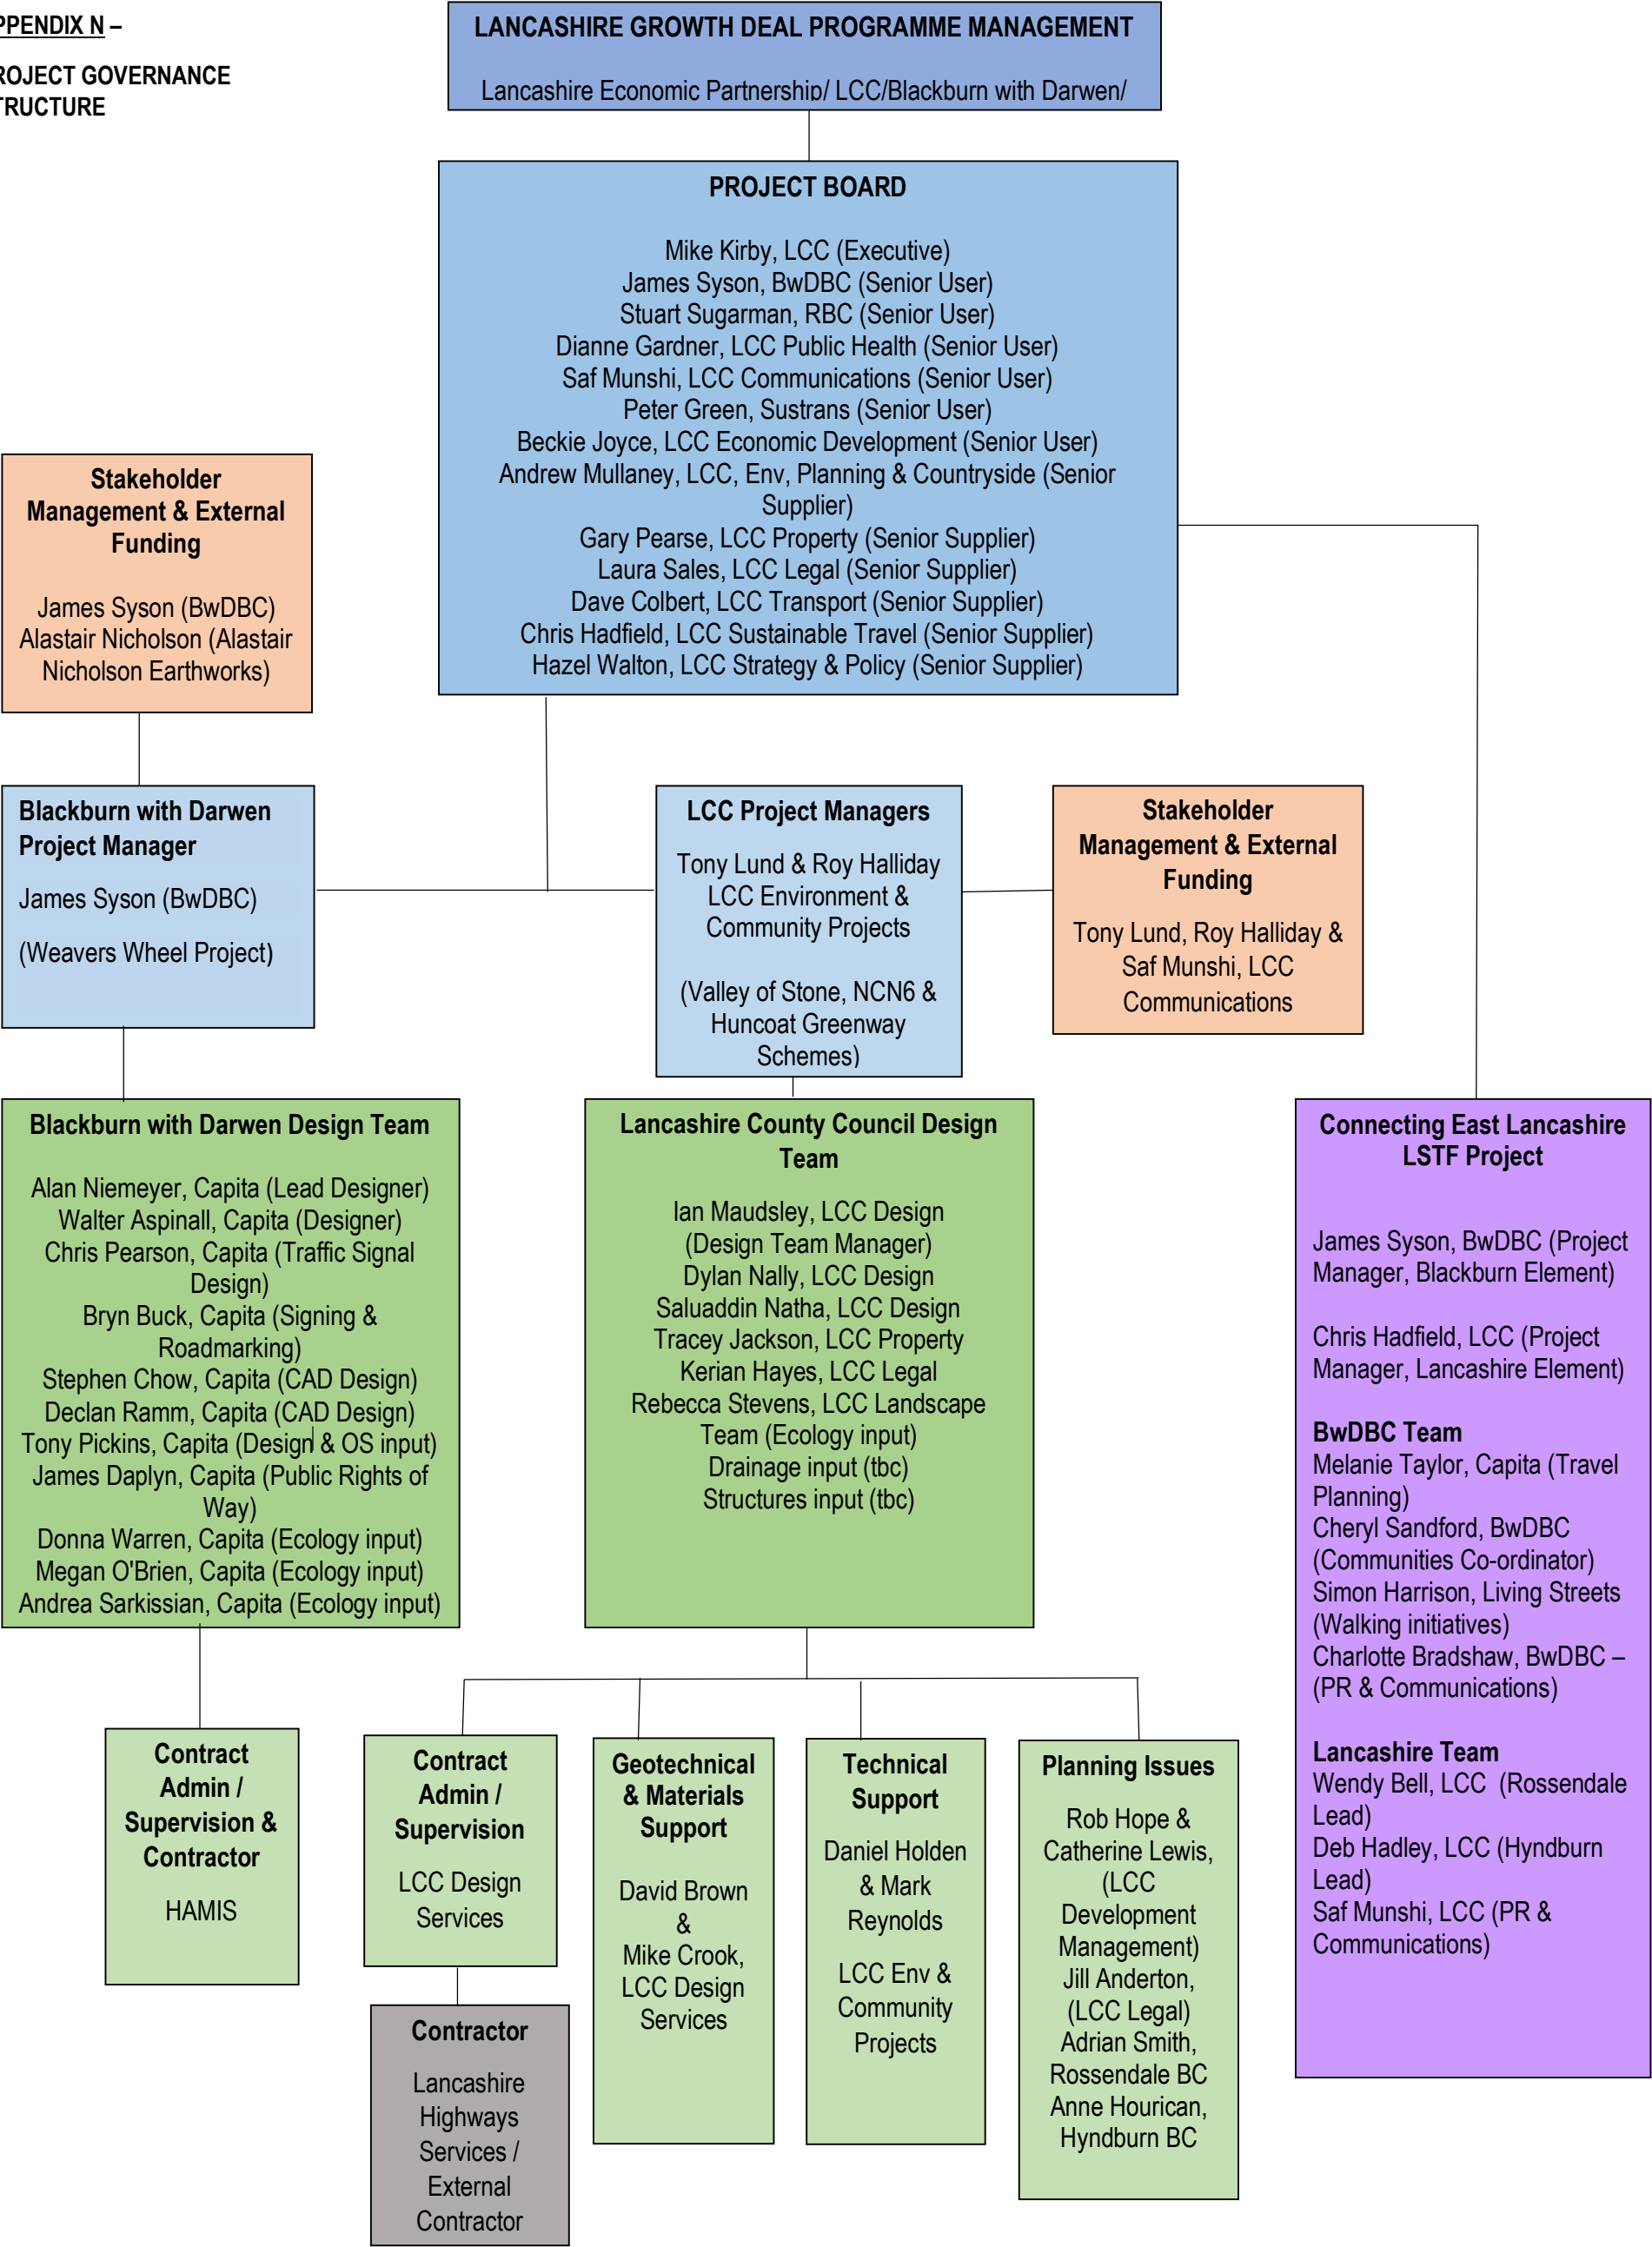 PPENDIX N –
ROJECT GOVERNANCE
TRUCTURE
LANCASHIRE GROWTH DEAL PROGRAMME MANAGEMENT
Lancashire Economic Partnership/ LCC/Blackburn with Darwen/
PROJECT BOARD
Mike Kirby, LCC (Executive)
James Syson, BwDBC (Senior User)
Stuart Sugarman, RBC (Senior User)
Dianne Gardner, LCC Public Health (Senior User)
Saf Munshi, LCC Communications (Senior User)
Peter Green, Sustrans (Senior User)
Beckie Joyce, LCC Economic Development (Senior User)
Andrew Mullaney, LCC, Env, Planning & Countryside (Senior
Supplier)
Gary Pearse, LCC Property (Senior Supplier)
Laura Sales, LCC Legal (Senior Supplier)
Dave Colbert, LCC Transport (Senior Supplier)
Chris Hadfield, LCC Sustainable Travel (Senior Supplier)
Hazel Walton, LCC Strategy & Policy (Senior Supplier)
Stakeholder
Management & External
Funding
James Syson (BwDBC)
Alastair Nicholson (Alastair
Nicholson Earthworks)
Blackburn with Darwen
Project Manager
James Syson (BwDBC)
(Weavers Wheel Project)
LCC Project Managers
Tony Lund & Roy Halliday
LCC Environment &
Community Projects
(Valley of Stone, NCN6 &
Huncoat Greenway
Schemes)
Stakeholder
Management & External
Funding
Tony Lund, Roy Halliday &
Saf Munshi, LCC
Communications
Blackburn with Darwen Design Team
Alan Niemeyer, Capita (Lead Designer)
Walter Aspinall, Capita (Designer)
Chris Pearson, Capita (Traffic Signal
Design)
Bryn Buck, Capita (Signing &
Roadmarking)
Stephen Chow, Capita (CAD Design)
Declan Ramm, Capita (CAD Design)
Tony Pickins, Capita (Design & OS input)
James Daplyn, Capita (Public Rights of
Way)
Donna Warren, Capita (Ecology input)
Megan O'Brien, Capita (Ecology input)
Andrea Sarkissian, Capita (Ecology input)
Lancashire County Council Design
Team
Ian Maudsley, LCC Design
(Design Team Manager)
Dylan Nally, LCC Design
Saluaddin Natha, LCC Design
Tracey Jackson, LCC Property
Kerian Hayes, LCC Legal
Rebecca Stevens, LCC Landscape
Team (Ecology input)
Drainage input (tbc)
Structures input (tbc)
Connecting East Lancashire
LSTF Project
James Syson, BwDBC (Project
Manager, Blackburn Element)
Chris Hadfield, LCC (Project
Manager, Lancashire Element)
BwDBC Team
Melanie Taylor, Capita (Travel
Planning)
Cheryl Sandford, BwDBC
(Communities Co-ordinator)
Simon Harrison, Living Streets
(Walking initiatives)
Charlotte Bradshaw, BwDBC –
(PR & Communications)
Lancashire Team
Wendy Bell, LCC (Rossendale
Lead)
Deb Hadley, LCC (Hyndburn
Lead)
Saf Munshi, LCC (PR &
Communications)
Contract
Admin /
Supervision &
Contractor
HAMIS
Contract
Admin /
Supervision
LCC Design
Services
Geotechnical
& Materials
Support
David Brown
&
Mike Crook,
LCC Design
Services
Technical
Support
Daniel Holden
& Mark
Reynolds
LCC Env &
Community
Projects
Planning Issues
Rob Hope &
Catherine Lewis,
(LCC
Development
Management)
Jill Anderton,
(LCC Legal)
Adrian Smith,
Rossendale BC
Anne Hourican,
Hyndburn BC
Contractor
Lancashire
Highways
Services /
External
Contractor